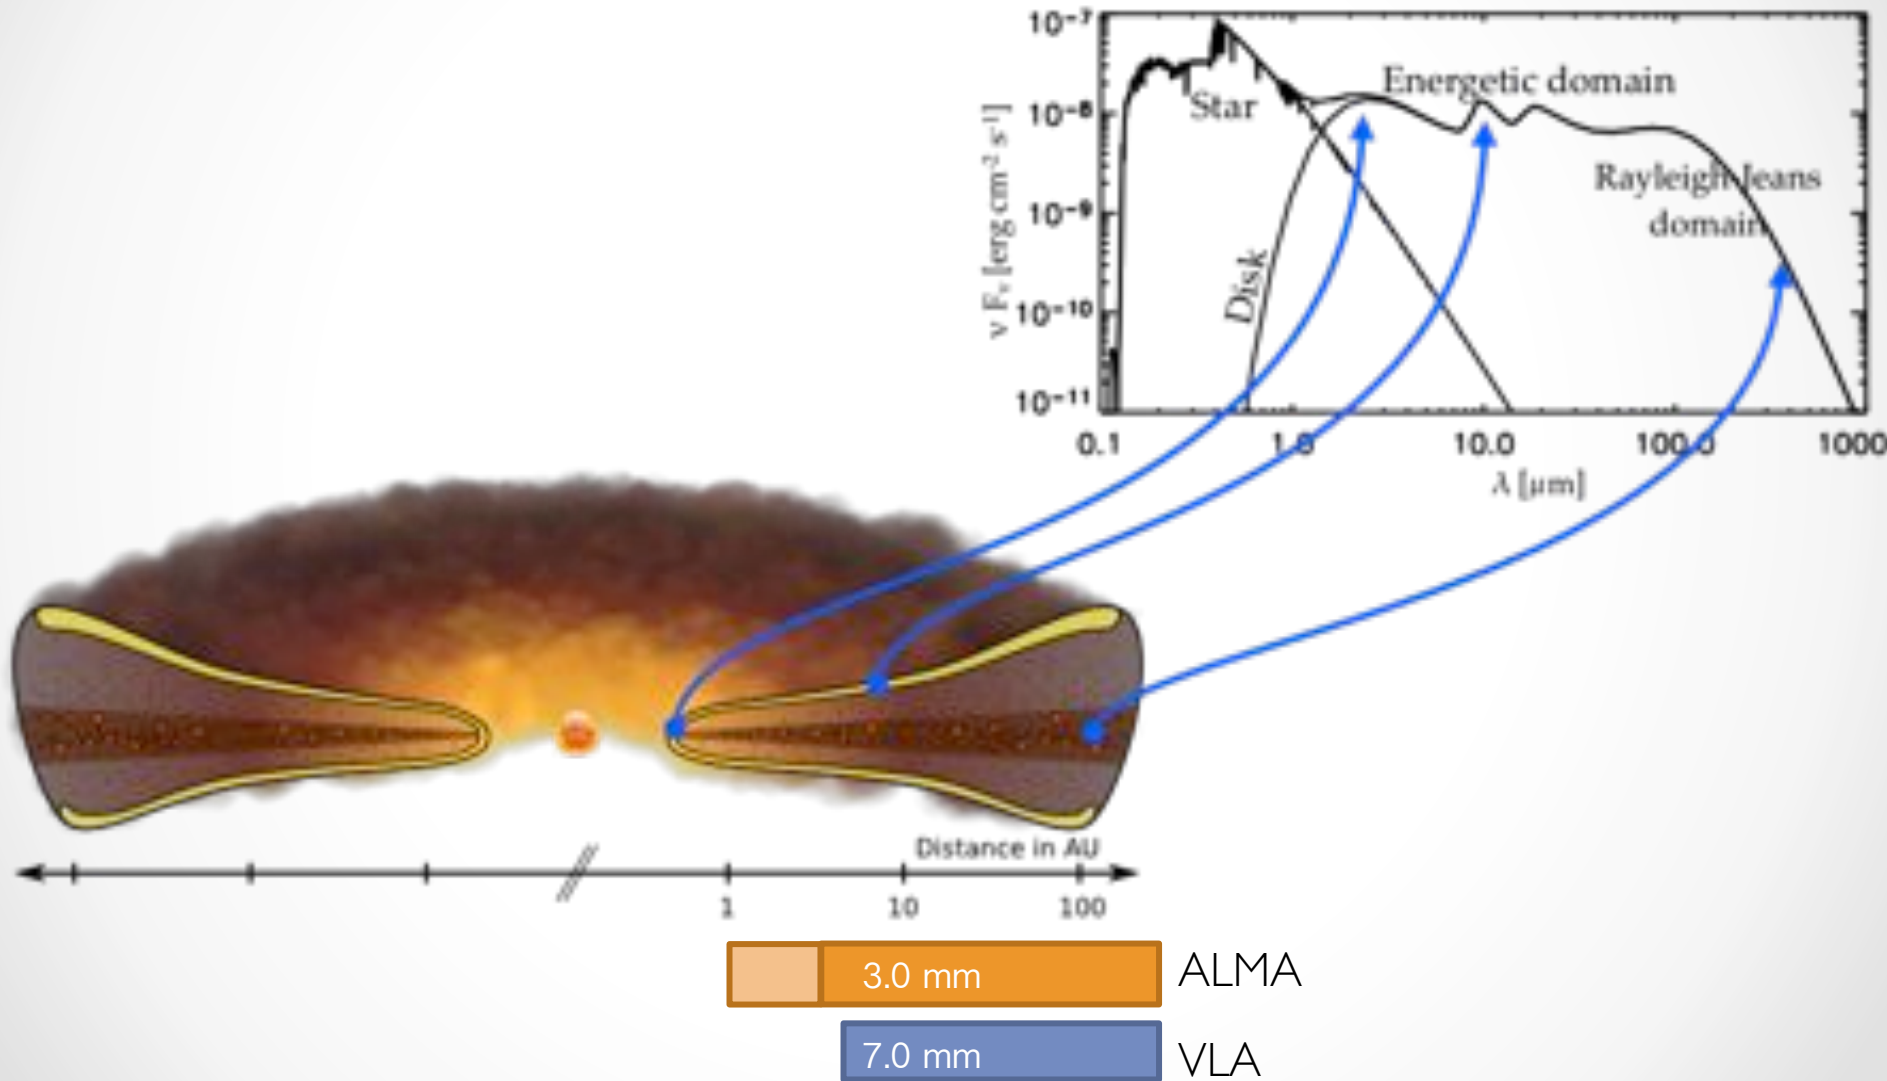 10⁻⁷
10⁻⁸
10⁻⁹
10⁻¹⁰
10⁻¹¹
ν Fᵥ [erg cm⁻² s⁻¹]
Energetic domain
Star
Rayleigh Jeans
domain
Disk
0.1 1.0 10.0 100.0 1000
λ [µm]
Distance in AU
1 10 100
3.0 mm ALMA
7.0 mm VLA